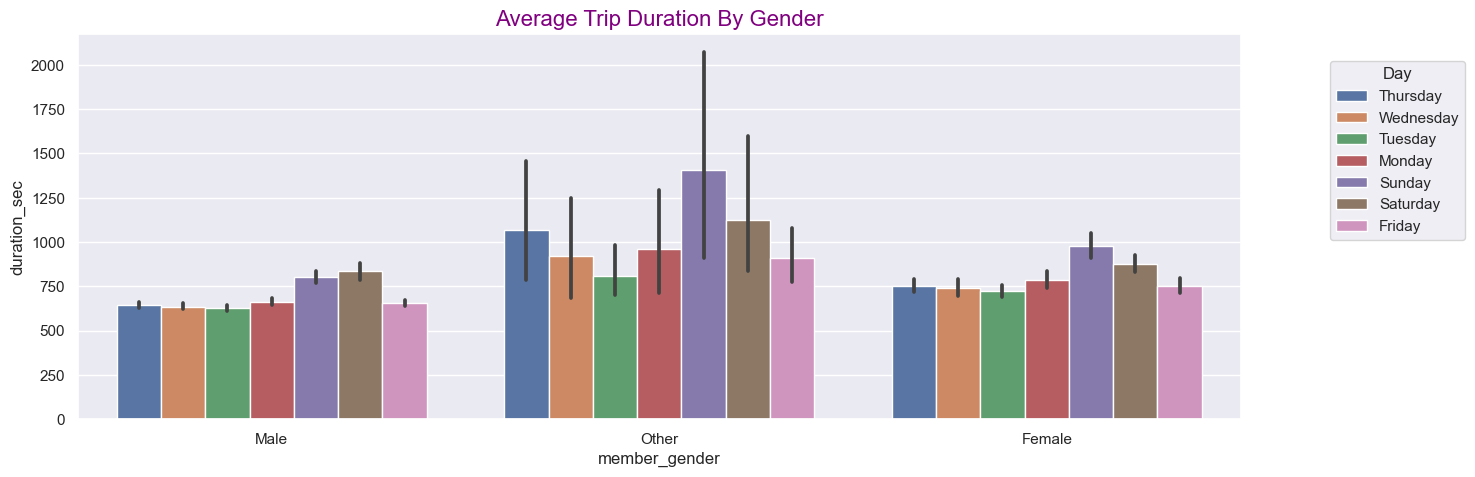 Average Trip Duration By Gender
duration_sec
2000
1750
1500
1250
1000
750
500
250
0
Male
Other
Female
member_gender
Day
Thursday
Wednesday
Tuesday
Monday
Sunday
Saturday
Friday